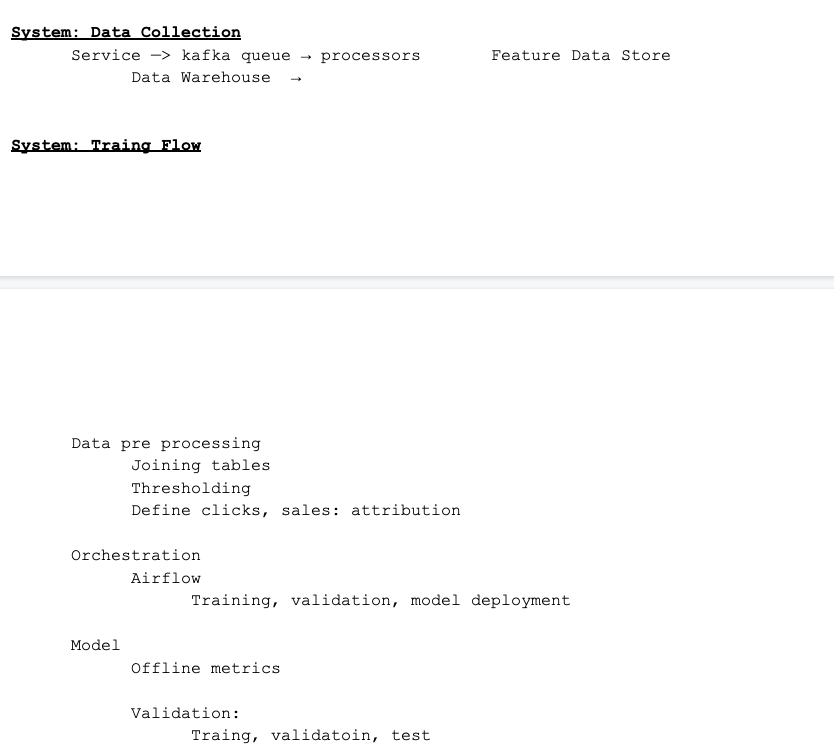 System: Data Collection
Service —> kafka queue → processors Feature Data Store
Data Warehouse →
System: Traing Flow
Data pre processing
Joining tables
Thresholding
Define clicks, sales: attribution
Orchestration
Airflow
Training, validation, model deployment
Model
Offline metrics
Validation:
Traing, validatoin, test